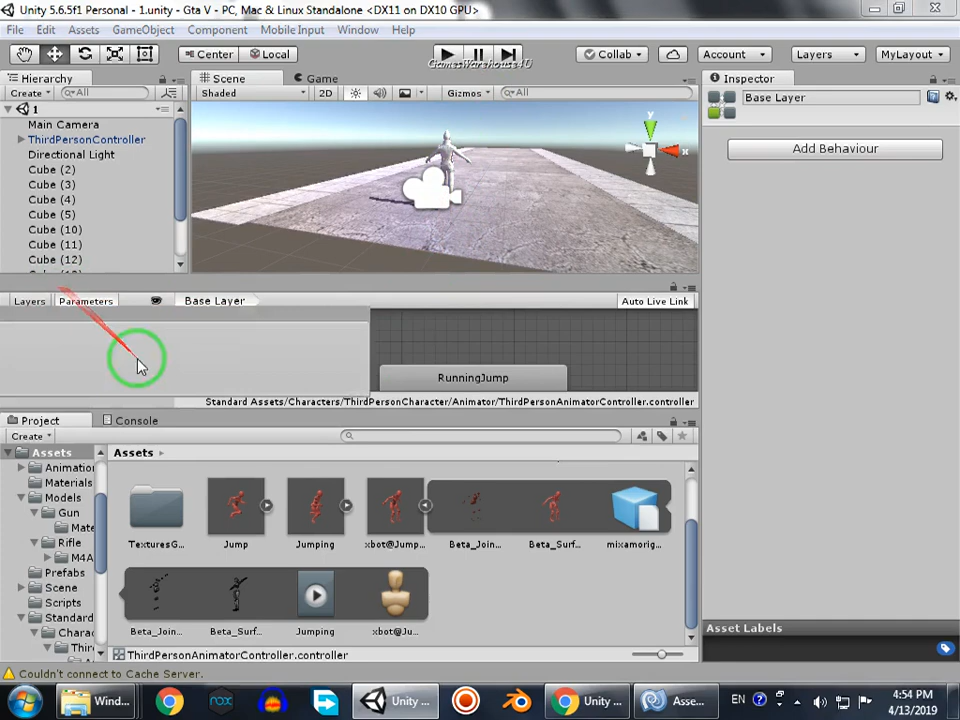 Unity 5.6.5f1 Personal - 1.unity - Gta V - PC, Mac & Linux Standalone <DX11 on DX10 GPU>
File Edit Assets GameObject Component Mobile Input Window Help
Center Local Collab Account Layers MyLayout
GamesWarehouse4U
Hierarchy Scene Game Inspector
Create All Shaded 2D Gizmos All Base Layer
1
Main Camera
ThirdPersonController
Directional Light
Cube (2)
Cube (3)
Cube (4)
Cube (5)
Cube (10)
Cube (11)
Cube (12)
y
x
Add Behaviour
Layers Parameters Base Layer Auto Live Link
RunningJump
Standard Assets/Characters/ThirdPersonCharacter/Animator/ThirdPersonAnimatorController.controller
Project Console
Create
Assets Assets
Animation
Materials
Models
Gun
Mate
Rifle
M4A
Prefabs
Scene
Scripts
Standard
Charac
Thir
TexturesG... Jump Jumping xbot@Jump... Beta_Join... Beta_Surf... mixamorig...
Beta_Join... Beta_Surf... Jumping xbot@Ju...
ThirdPersonAnimatorController.controller
Asset Labels
Couldn't connect to Cache Server.
Wind... nox Unity ... Unity ... Asse... EN 4:54 PM
4/13/2019